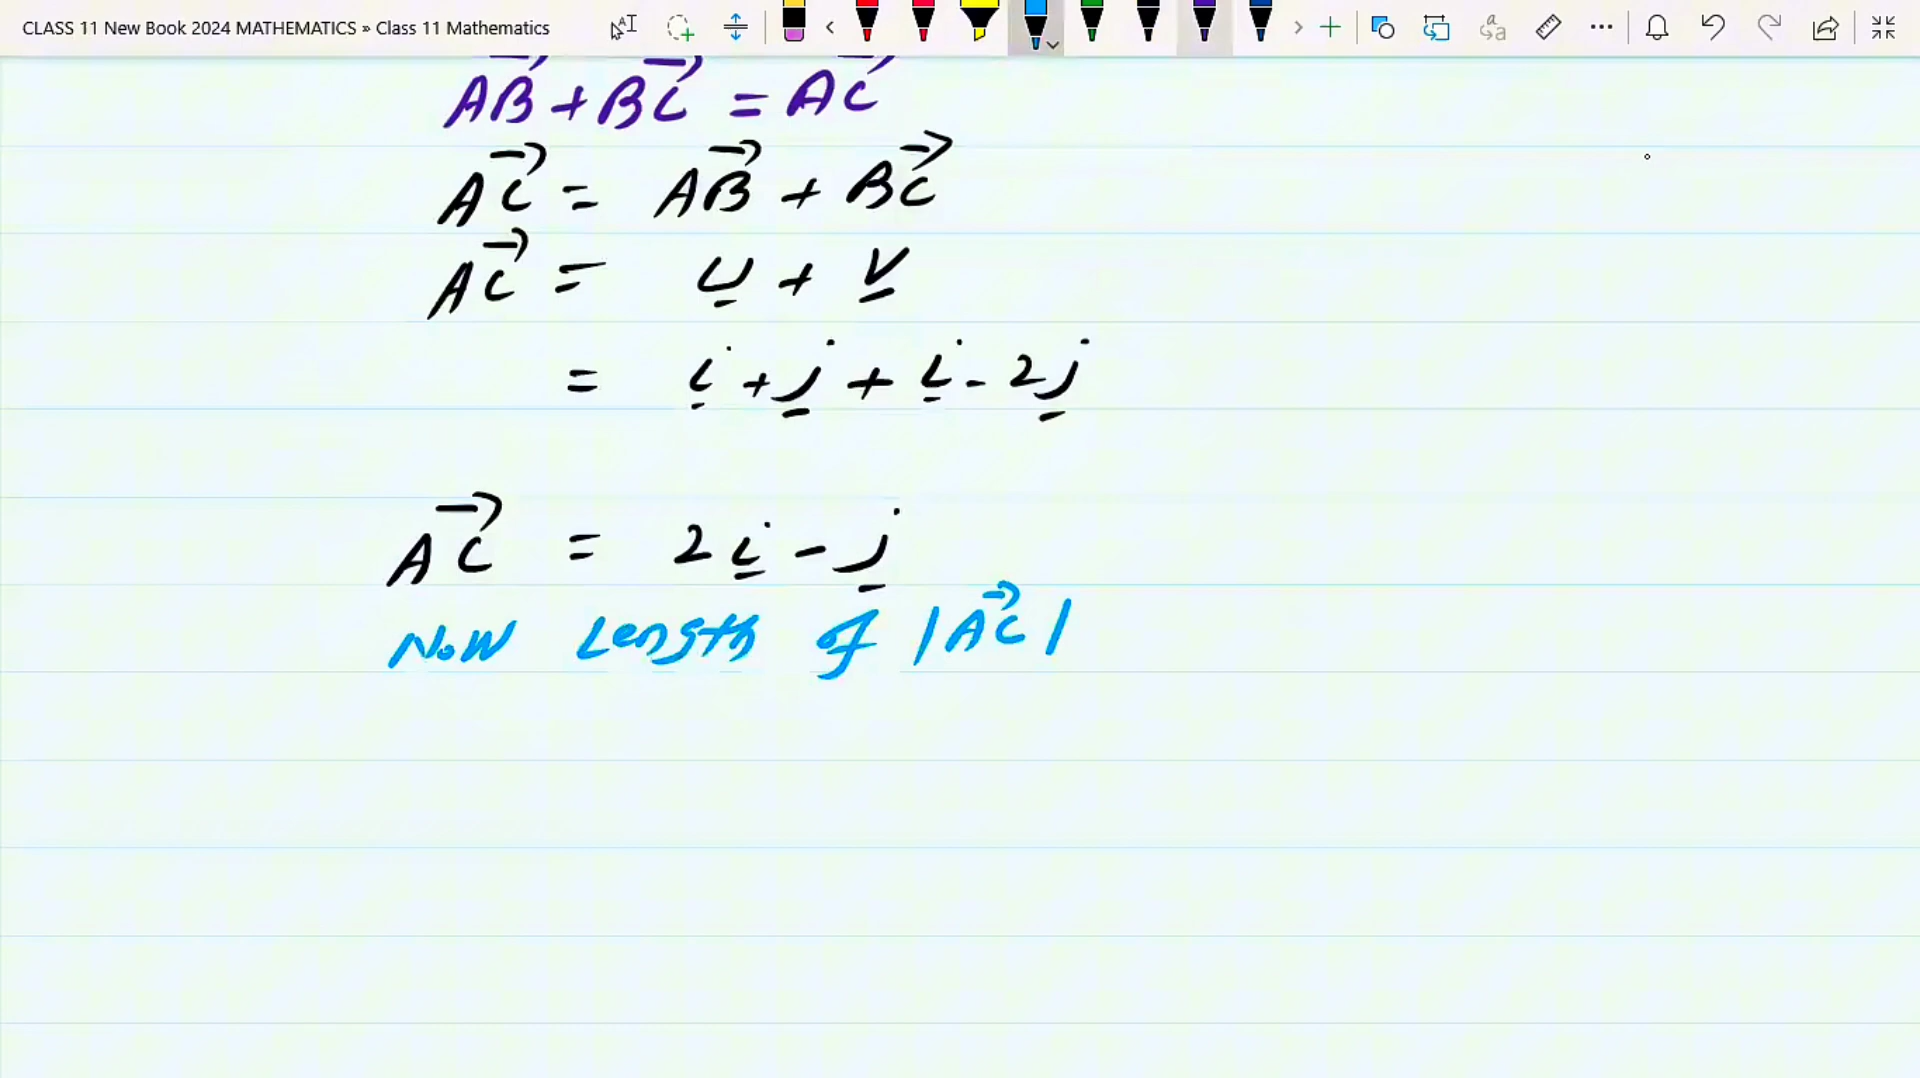 CLASS 11 New Book 2024 MATHEMATICS » Class 11 Mathematics
AB⃗ + BC⃗ = AC⃗
AC⃗ = AB⃗ + BC⃗
AC⃗ = U̲ + V̲
= i̲ + j̲ + i̲ - 2j̲
AC⃗ = 2i̲ - j̲
Now Length of |AC⃗|